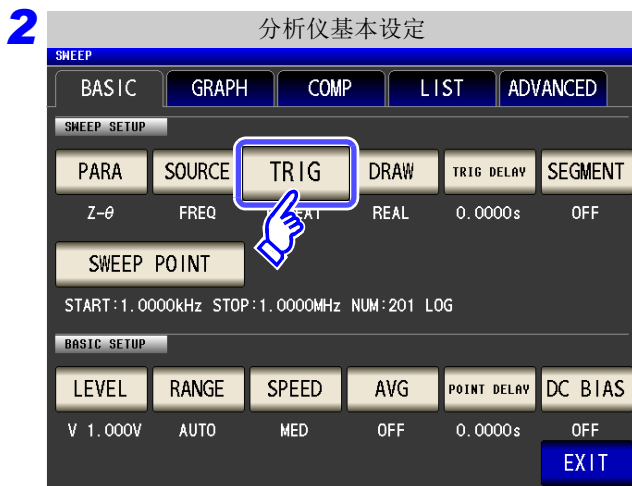 2
分析仪基本设定
SWEEP
BASIC GRAPH COMP LIST ADVANCED
SWEEP SETUP
PARA SOURCE TRIG DRAW TRIG DELAY SEGMENT
Z-θ FREQ REAL 0.0000s OFF
SWEEP POINT
START:1.0000kHz STOP:1.0000MHz NUM:201 LOG
BASIC SETUP
LEVEL RANGE SPEED AVG POINT DELAY DC BIAS
V 1.000V AUTO MED OFF 0.0000s OFF
EXIT